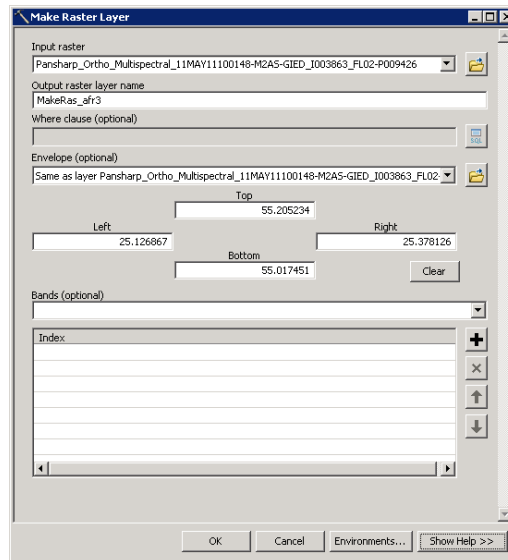 Make Raster Layer
Input raster
Pansharp_Ortho_Multispectral_11MAY11100148-M2AS-GIED_I003863_FL02-P009426
Output raster layer name
MakeRas_afr3
Where clause (optional)
SQL
Envelope (optional)
Same as layer Pansharp_Ortho_Multispectral_11MAY11100148-M2AS-GIED_I003863_FL02-
Top
55.205234
Left
Right
25.126867
25.378126
Bottom
55.017451
Clear
Bands (optional)
Index
OK
Cancel
Environments...
Show Help >>